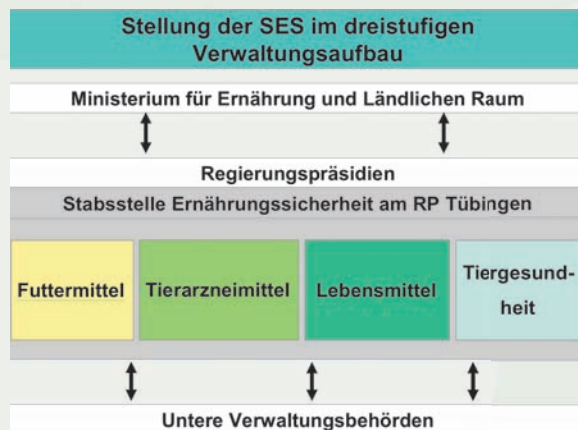 Stellung der SES im dreistufigen
Verwaltungsaufbau
Ministerium für Ernährung und Ländlichen Raum
Regierungspräsidien
Stabsstelle Ernährungssicherheit am RP Tübingen
Futtermittel
Tierarzneimittel
Lebensmittel
Tiergesund-
heit
Untere Verwaltungsbehörden